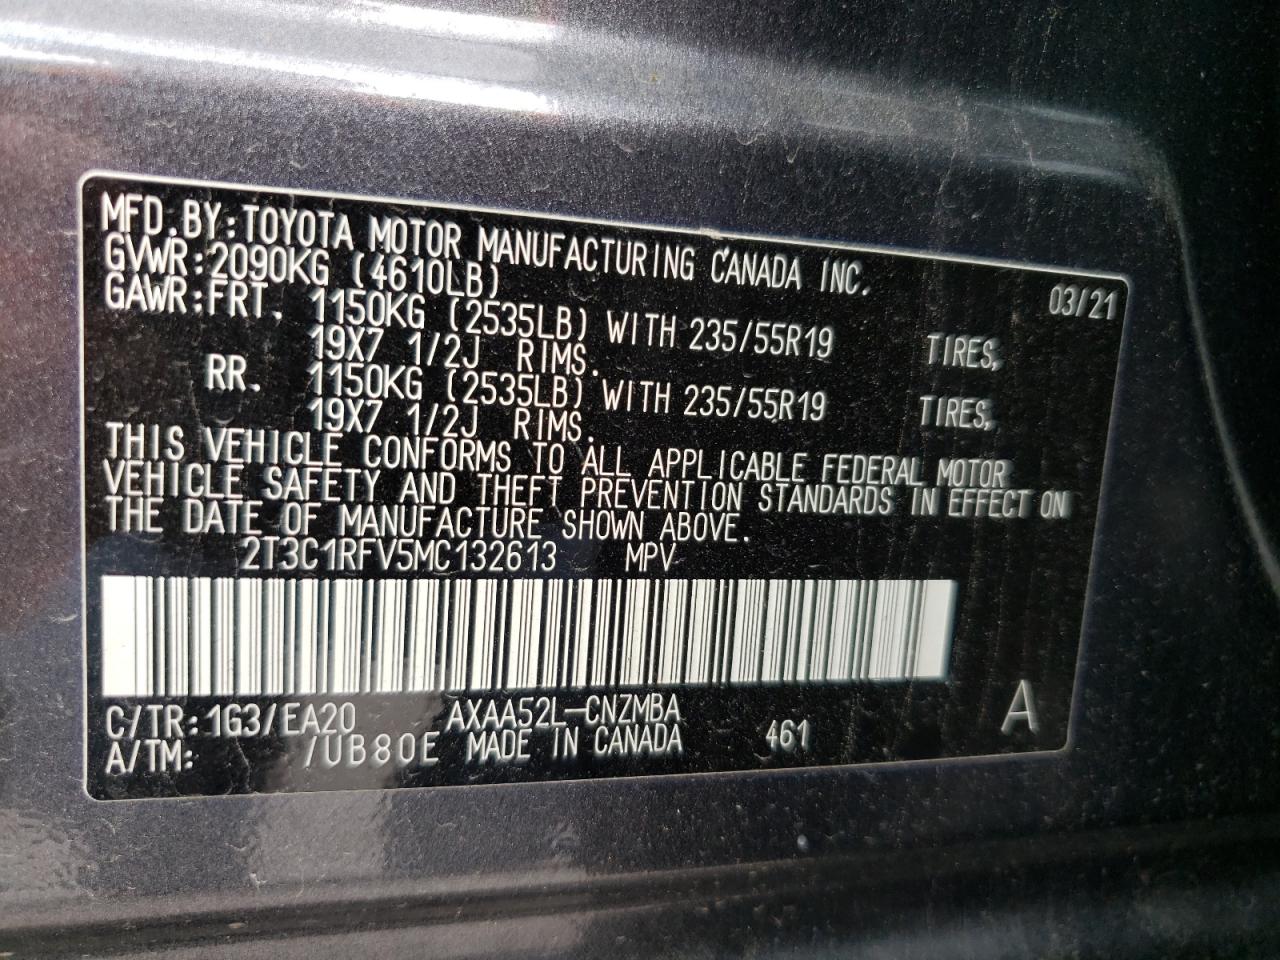 MFD.BY:TOYOTA MOTOR MANUFACTURING CANADA INC.
GVWR:2090KG (4610LB) 03/21
GAWR:FRT. 1150KG (2535LB) WITH 235/55R19 TIRES,
19X7 1/2J RIMS.
RR. 1150KG (2535LB) WITH 235/55R19 TIRES,
19X7 1/2J RIMS.
THIS VEHICLE CONFORMS TO ALL APPLICABLE FEDERAL MOTOR
VEHICLE SAFETY AND THEFT PREVENTION STANDARDS IN EFFECT ON
THE DATE OF MANUFACTURE SHOWN ABOVE.
2T3C1RFV5MC132613 MPV
C/TR:1G3/EA20 AXAA52L-CNZMBA
A/TM: /UB80E MADE IN CANADA 461 A